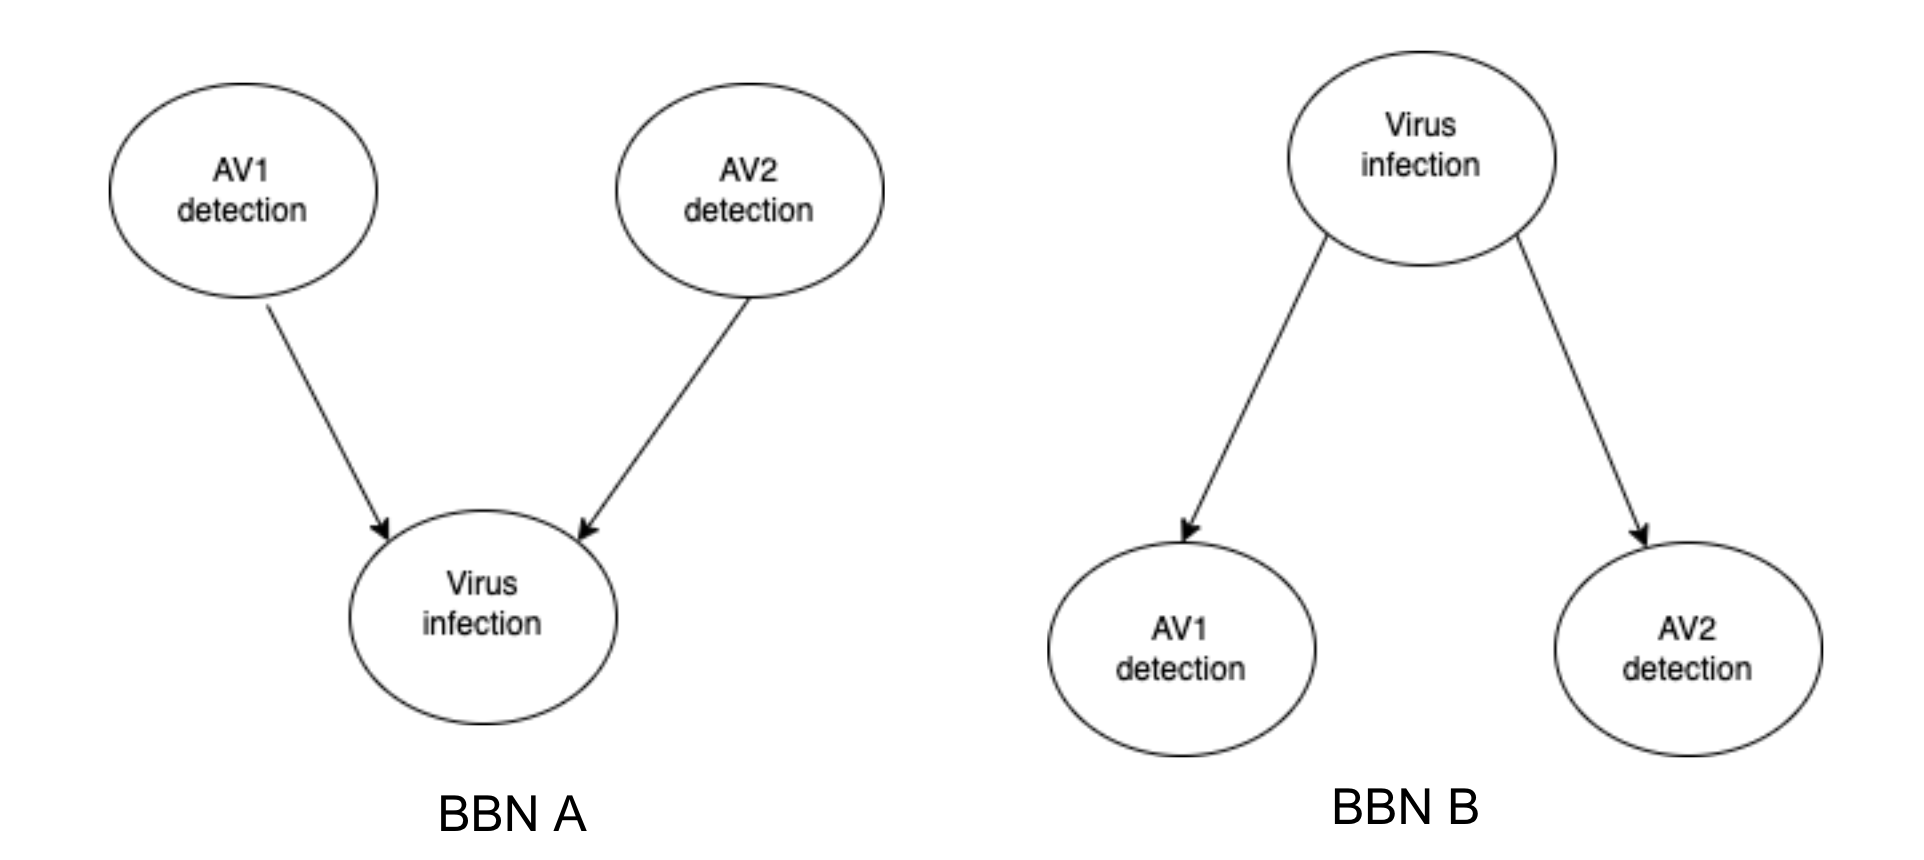 AV1
detection
AV2
detection
Virus
infection
BBN A
Virus
infection
AV1
detection
AV2
detection
BBN B